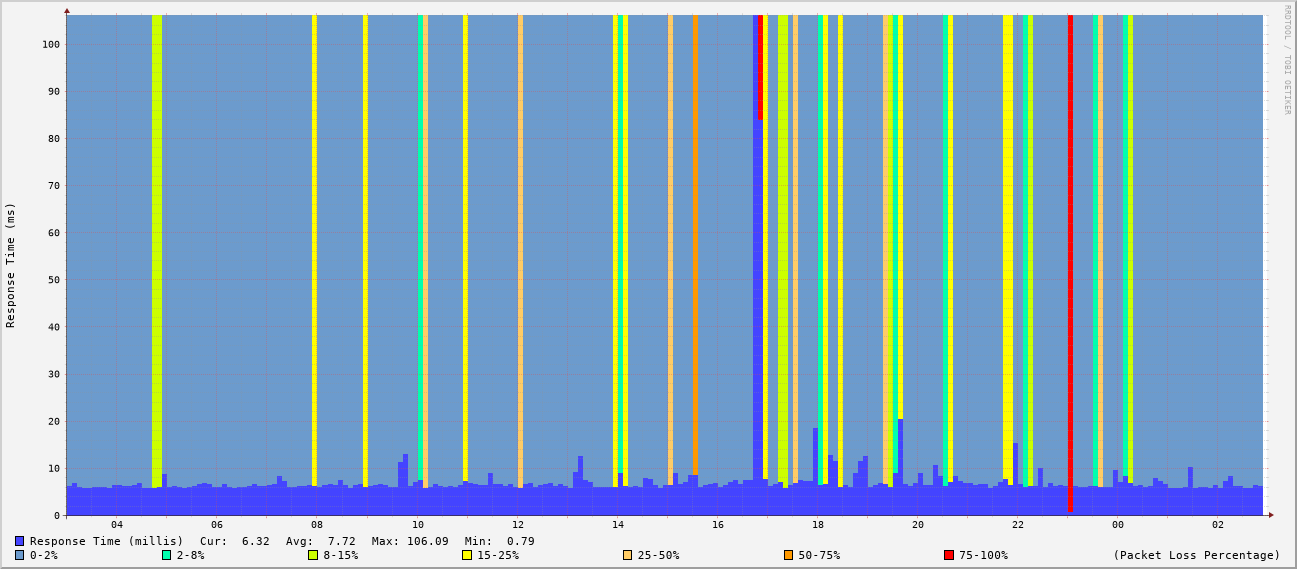 RRDTOOL / TOBI OETIKER
Response Time (ms)
100
90
80
70
60
50
40
30
20
10
0
04 06 08 10 12 14 16 18 20 22 00 02
Response Time (millis) Cur: 6.32 Avg: 7.72 Max: 106.09 Min: 0.79
0-2% 2-8% 8-15% 15-25% 25-50% 50-75% 75-100% (Packet Loss Percentage)